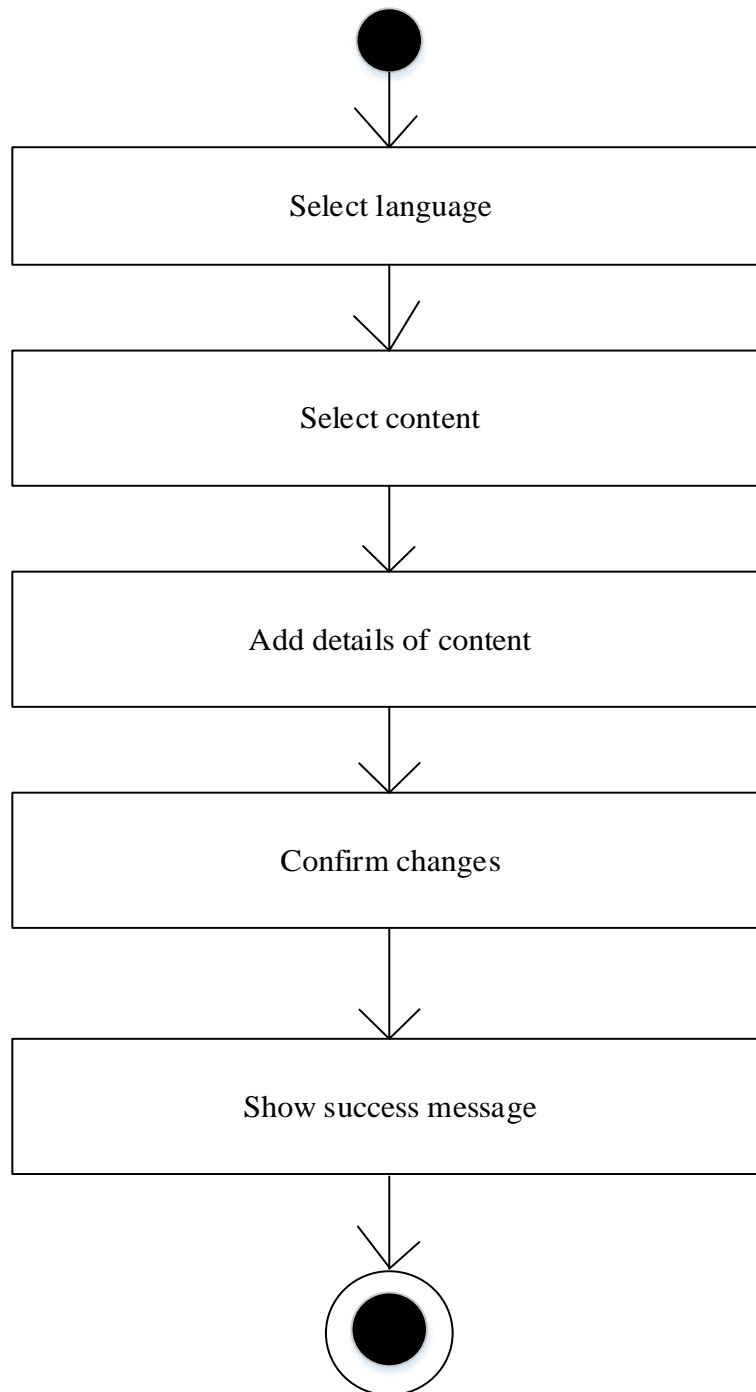 Select language
Select content
Add details of content
Confirm changes
Show success message